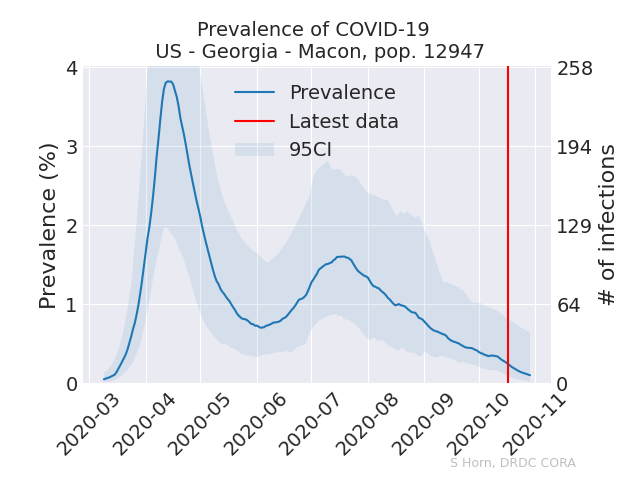 Prevalence of COVID-19
US - Georgia - Macon, pop. 12947
Prevalence
Latest data
95CI
Prevalence (%)
4
3
2
1
0
258
194
129
64
0
# of infections
2020-03
2020-04
2020-05
2020-06
2020-07
2020-08
2020-09
2020-10
2020-11
S Horn, DRDC CORA